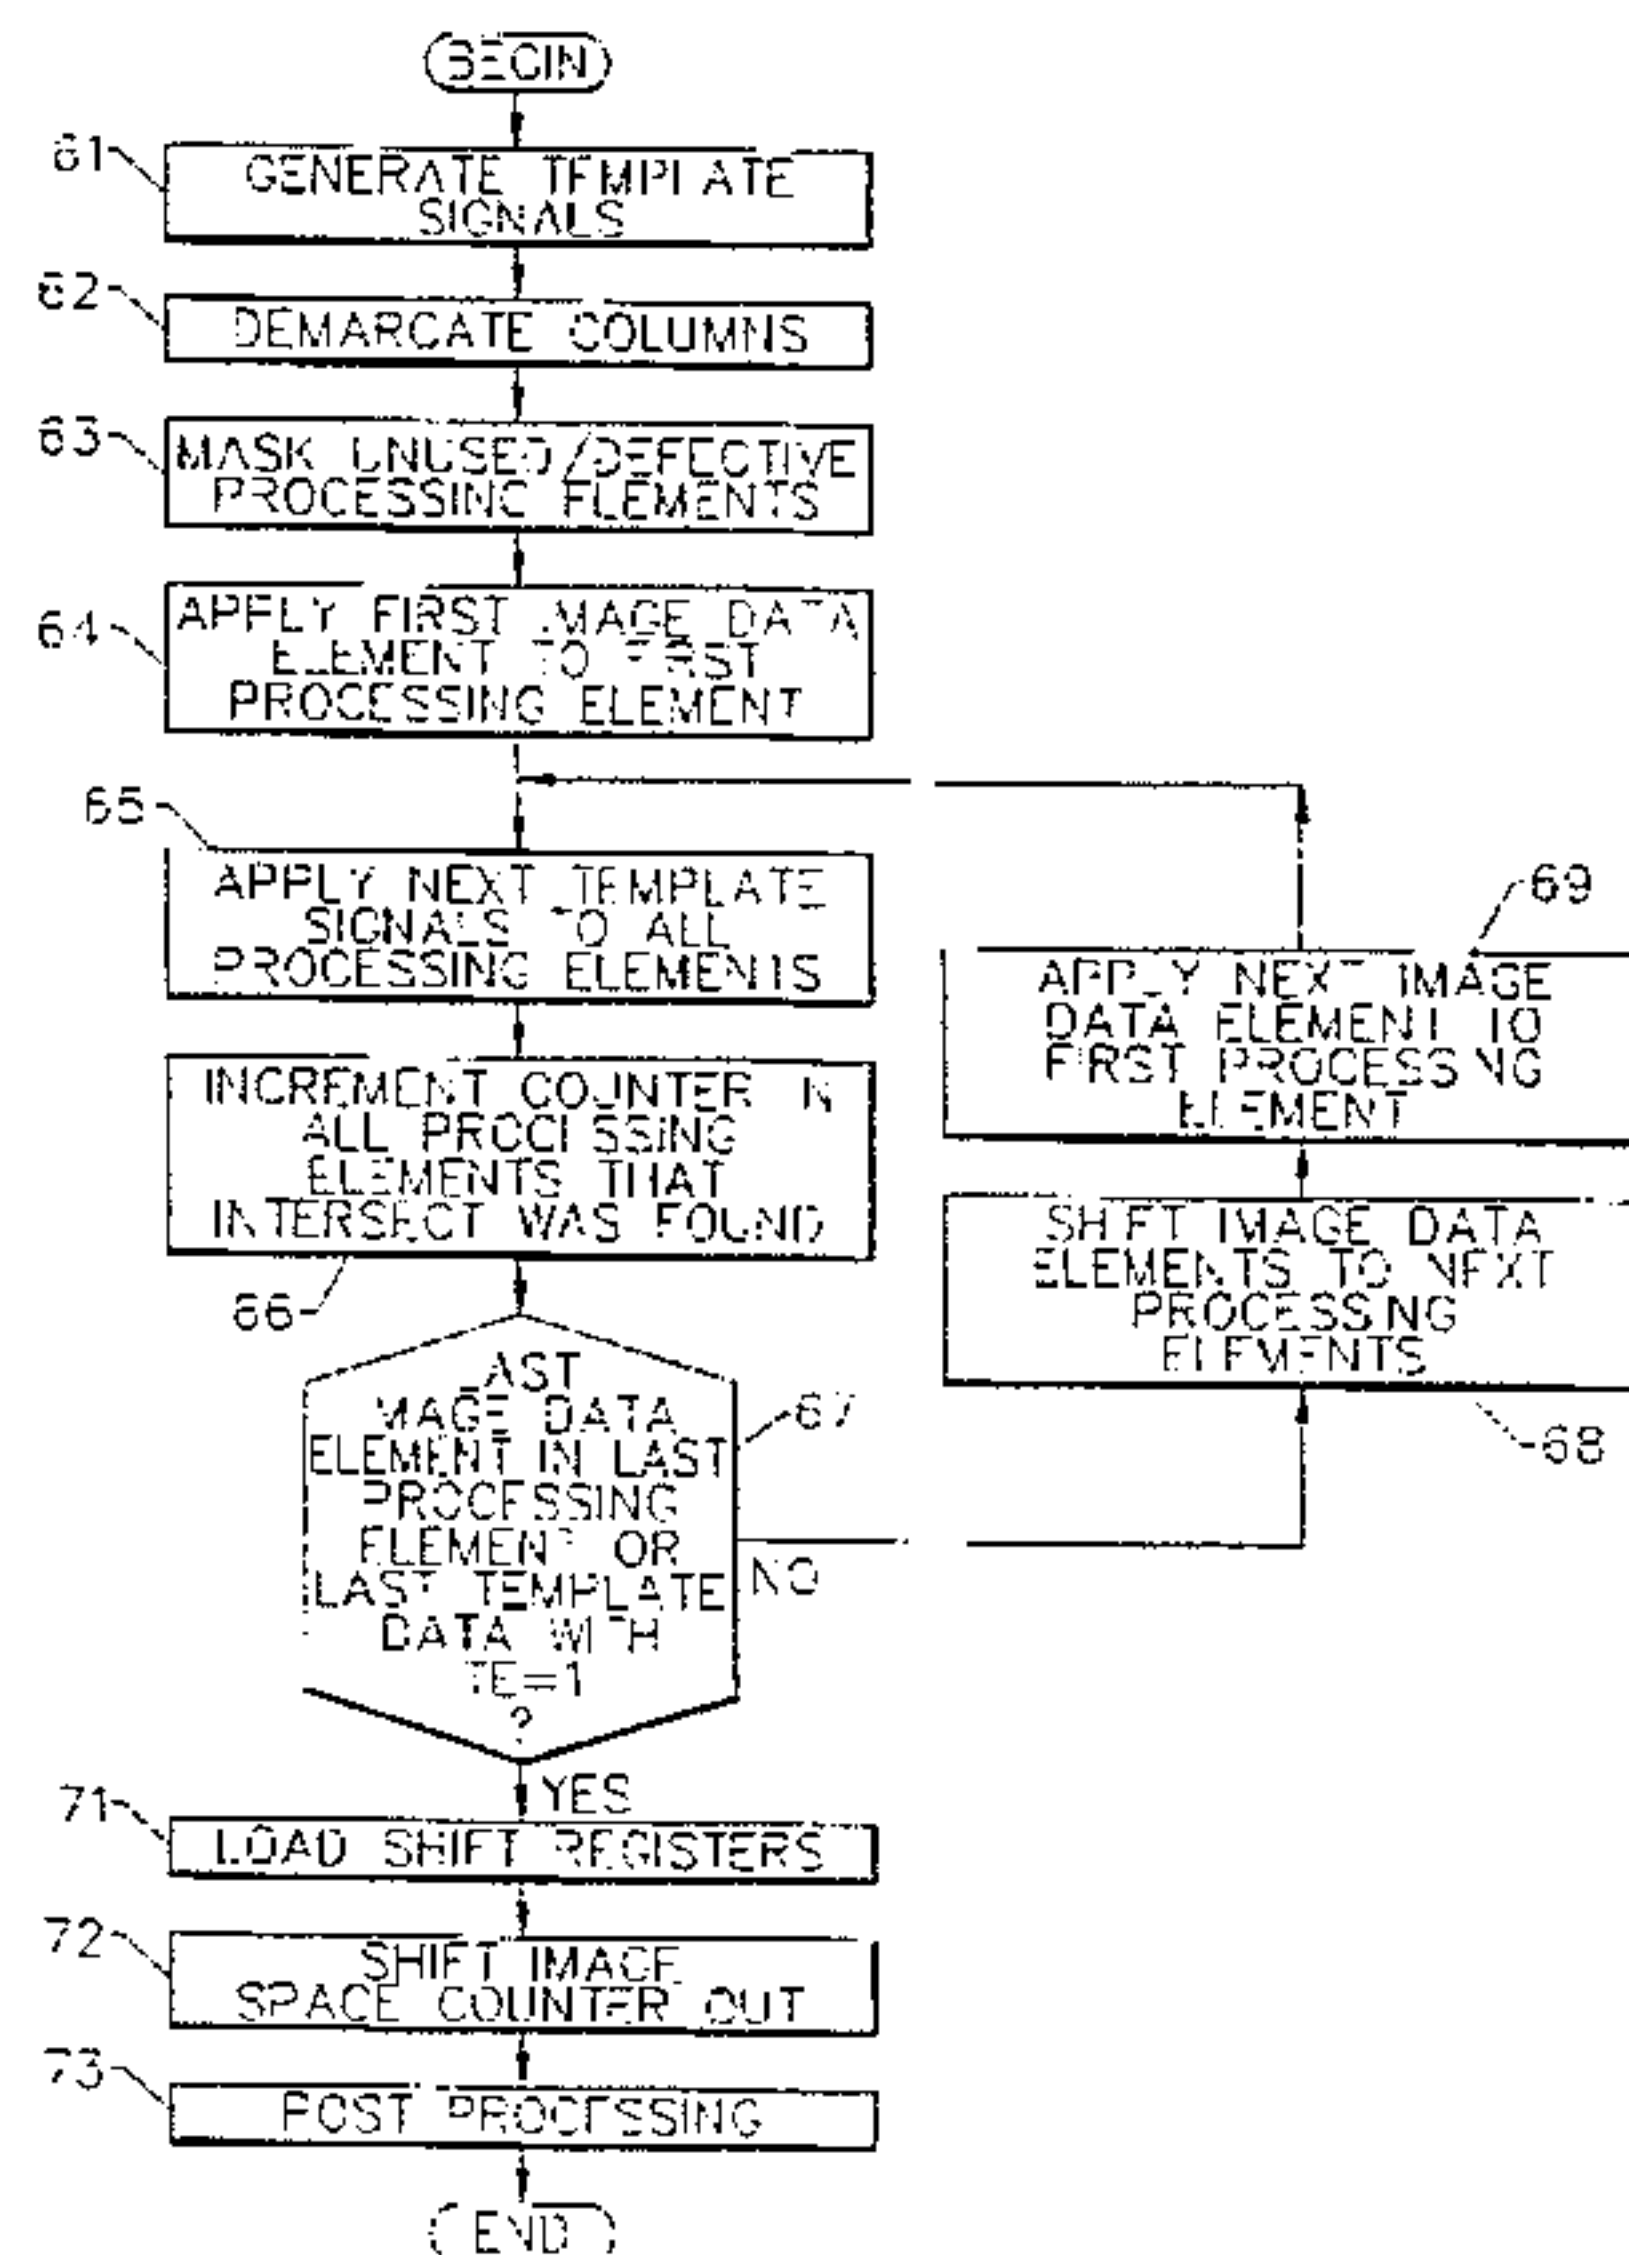 BEGIN
61
GENERATE TEMPLATE
SIGNALS
62
DEMARCATE COLUMNS
63
MASK UNUSED/DEFECTIVE
PROCESSING ELEMENTS
64
APPLY FIRST IMAGE DATA
ELEMENT TO FIRST
PROCESSING ELEMENT
65
APPLY NEXT TEMPLATE
SIGNALS TO ALL
PROCESSING ELEMENTS
INCREMENT COUNTER IN
ALL PROCESSING
ELEMENTS THAT
INTERSECT WAS FOUND
66
LAST
IMAGE DATA
ELEMENT IN LAST
PROCESSING
ELEMENT OR
LAST TEMPLATE
DATA WITH
TE=1
?
67
NO
YES
69
APPLY NEXT IMAGE
DATA ELEMENT TO
FIRST PROCESSING
ELEMENT
SHIFT IMAGE DATA
ELEMENTS TO NEXT
PROCESSING
ELEMENTS
68
71
LOAD SHIFT REGISTERS
72
SHIFT IMAGE
SPACE COUNTER OUT
73
POST PROCESSING
END